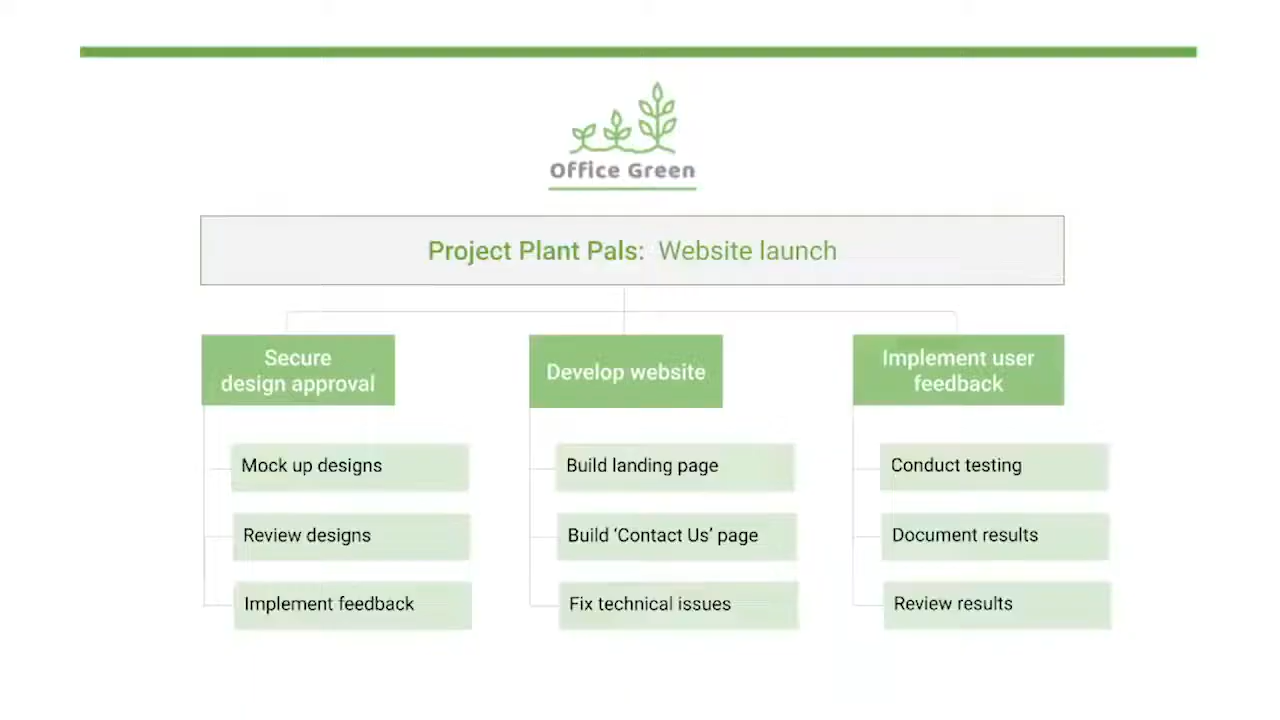 Office Green
Project Plant Pals: Website launch
Secure
design approval
Mock up designs
Review designs
Implement feedback
Develop website
Build landing page
Build ‘Contact Us’ page
Fix technical issues
Implement user
feedback
Conduct testing
Document results
Review results